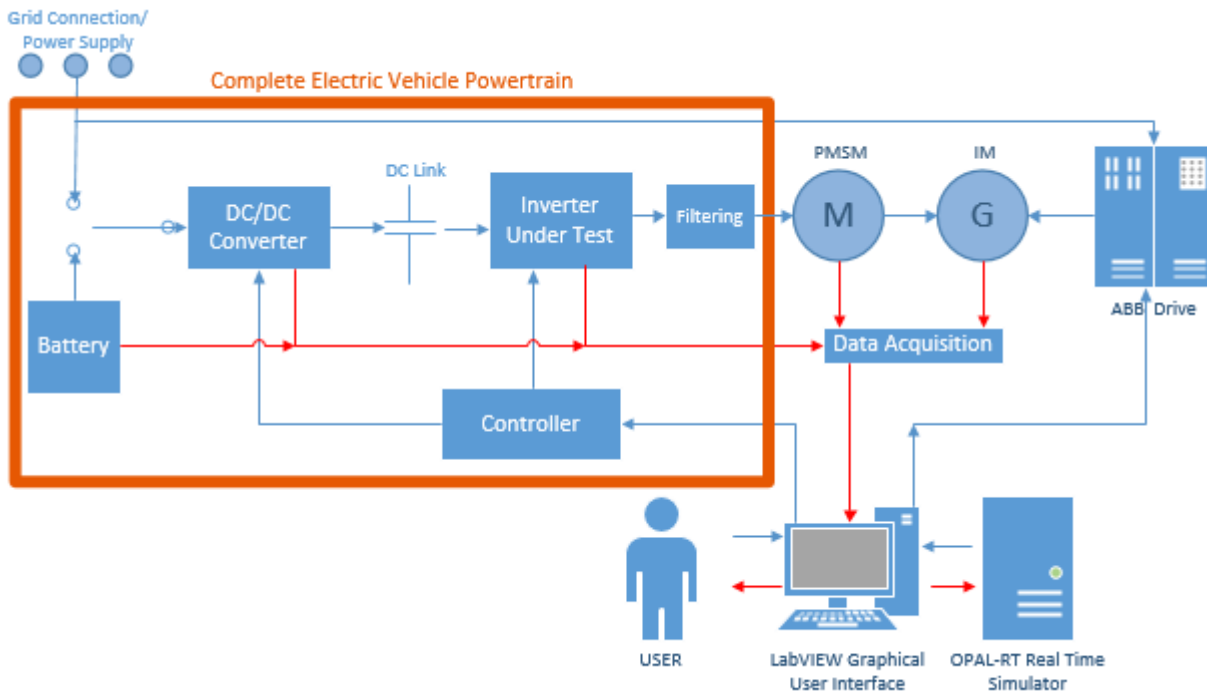 Grid Connection/
Power Supply
Complete Electric Vehicle Powertrain
DC Link
PMSM
IM
DC/DC
Converter
Inverter
Under Test
Filtering
M
G
ABB Drive
Battery
Data Acquisition
Controller
USER
LabVIEW Graphical
User Interface
OPAL-RT Real Time
Simulator